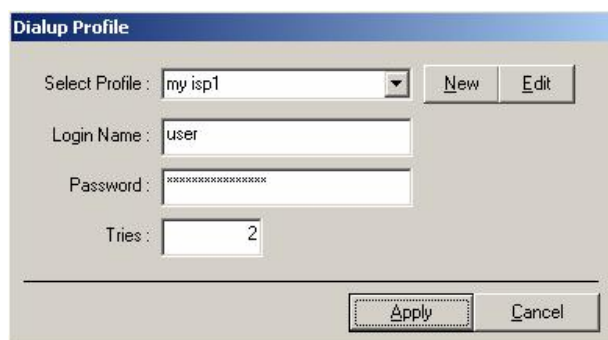 Dialup Profile
Select Profile : my isp1 New Edit
Login Name : user
Password : ****************
Tries : 2
Apply Cancel